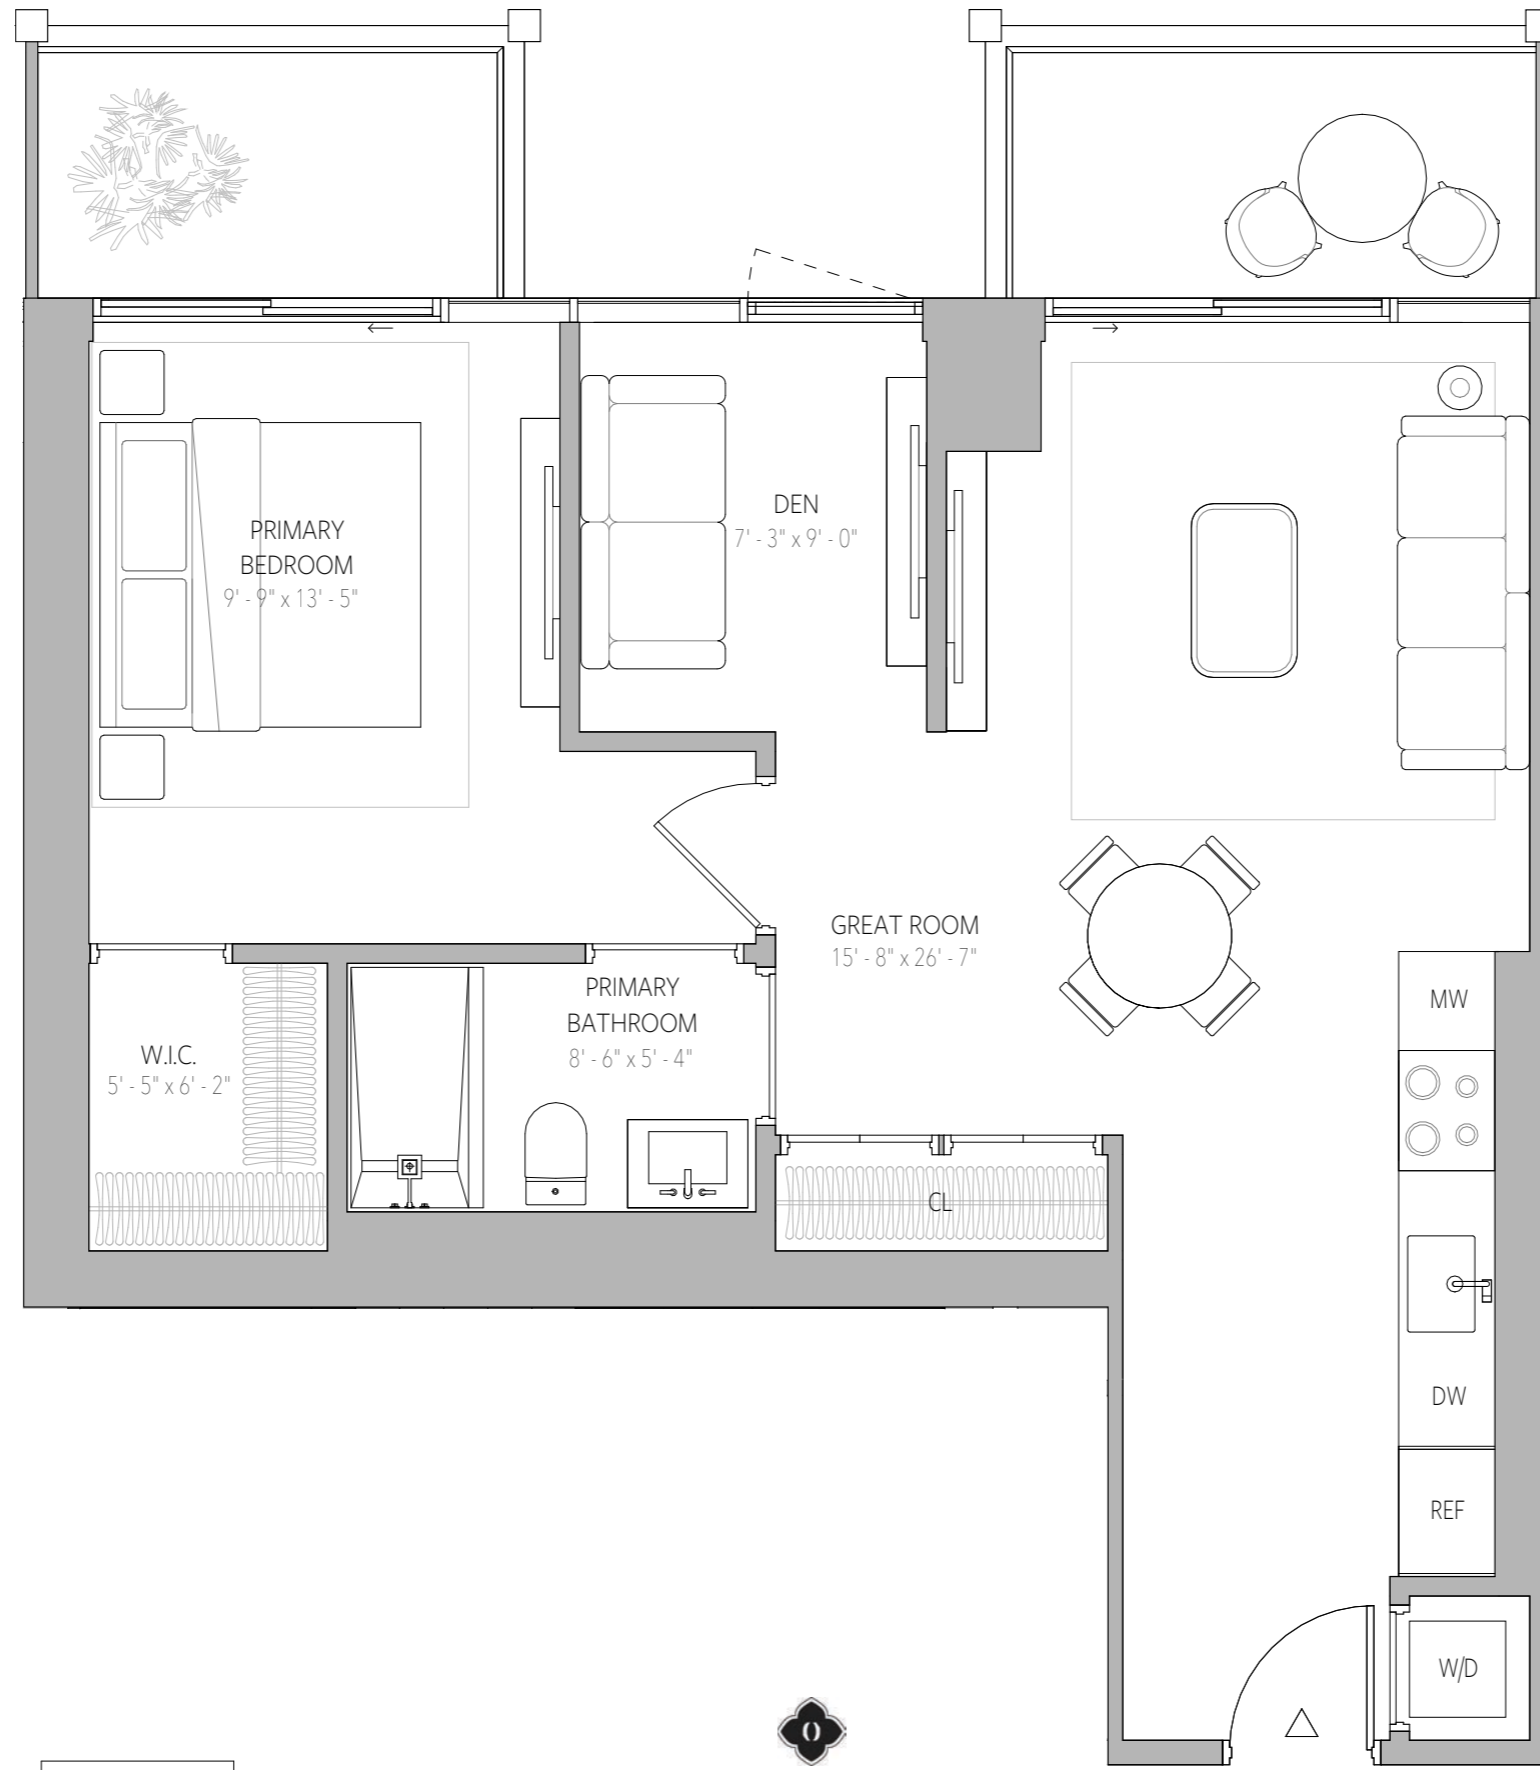 DEN
7' - 3" x 9' - 0"
PRIMARY
BEDROOM
9' - 9" x 13' - 5"
GREAT ROOM
15' - 8" x 26' - 7"
PRIMARY
BATHROOM
8' - 6" x 5' - 4"
W.I.C.
5' - 5" x 6' - 2"
MW
CL
DW
REF
W/D